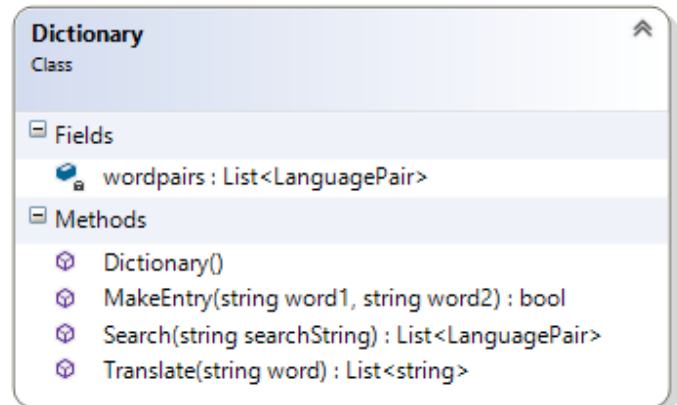 Dictionary
Class
Fields
wordpairs : List<LanguagePair>
Methods
Dictionary()
MakeEntry(string word1, string word2) : bool
Search(string searchString) : List<LanguagePair>
Translate(string word) : List<string>